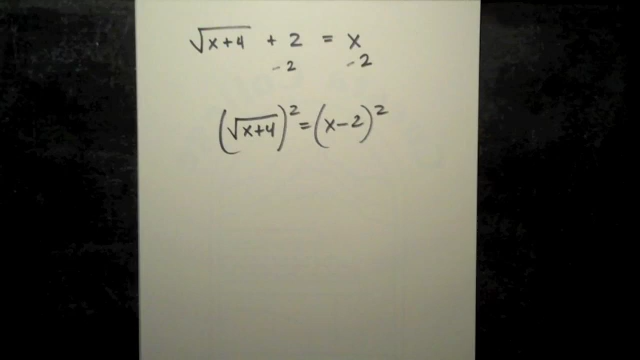 √(x+4) + 2 = x
-2 -2
(√(x+4))² = (x-2)²